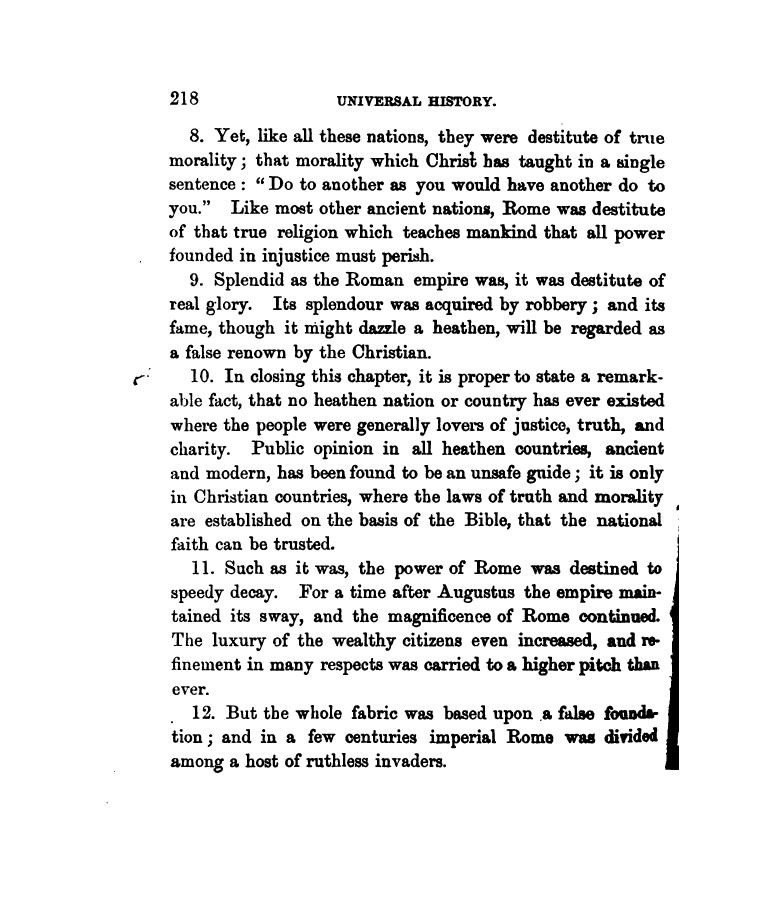 218 UNIVERSAL HISTORY.
8. Yet, like all these nations, they were destitute of true
morality; that morality which Christ has taught in a single
sentence: “Do to another as you would have another do to
you.” Like most other ancient nations, Rome was destitute
of that true religion which teaches mankind that all power
founded in injustice must perish.
9. Splendid as the Roman empire was, it was destitute of
real glory. Its splendour was acquired by robbery; and its
fame, though it might dazzle a heathen, will be regarded as
a false renown by the Christian.
10. In closing this chapter, it is proper to state a remark-
able fact, that no heathen nation or country has ever existed
where the people were generally lovers of justice, truth, and
charity. Public opinion in all heathen countries, ancient
and modern, has been found to be an unsafe guide; it is only
in Christian countries, where the laws of truth and morality
are established on the basis of the Bible, that the national
faith can be trusted.
11. Such as it was, the power of Rome was destined to
speedy decay. For a time after Augustus the empire main-
tained its sway, and the magnificence of Rome continued.
The luxury of the wealthy citizens even increased, and re-
finement in many respects was carried to a higher pitch than
ever.
12. But the whole fabric was based upon a false founda-
tion; and in a few centuries imperial Rome was divided
among a host of ruthless invaders.